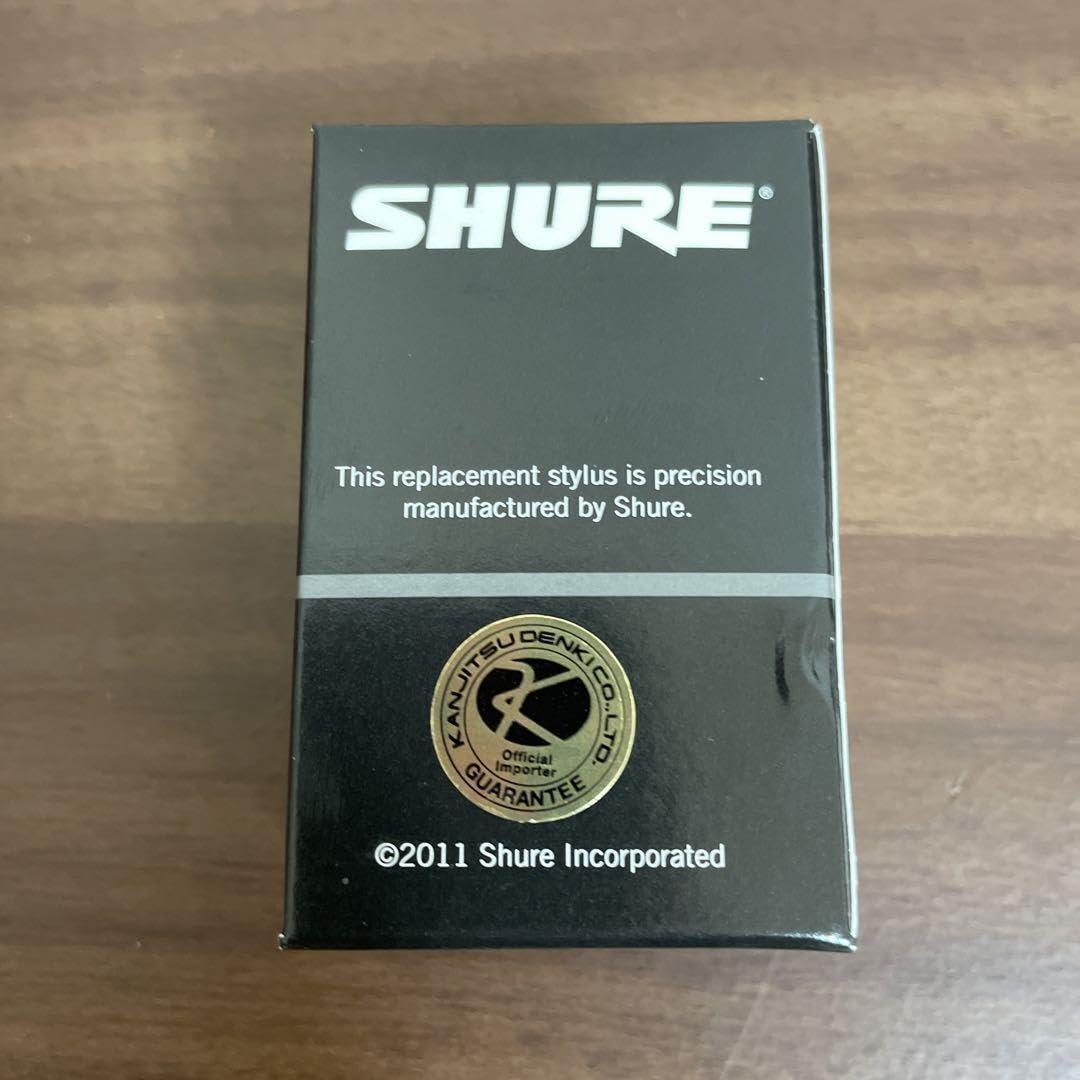 SHURE®
This replacement stylus is precision
manufactured by Shure.
KANJITSU DENKI CO., LTD.
Official
Importer
GUARANTEE
©2011 Shure Incorporated